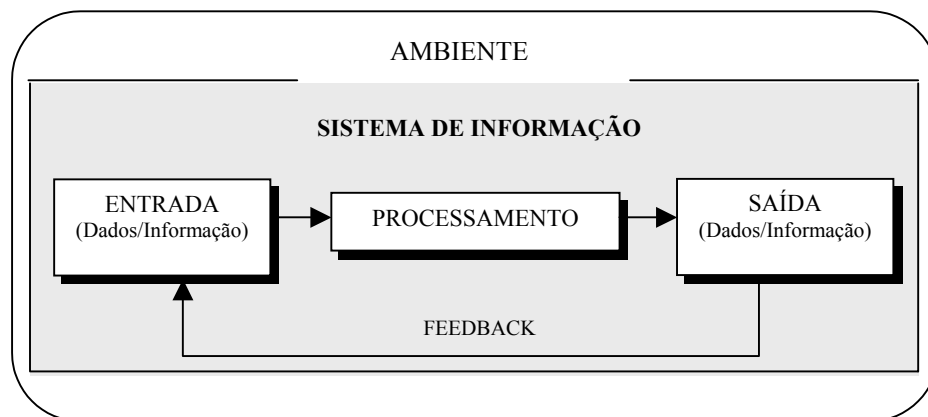 AMBIENTE
SISTEMA DE INFORMAÇÃO
ENTRADA
(Dados/Informação)
PROCESSAMENTO
SAÍDA
(Dados/Informação)
FEEDBACK